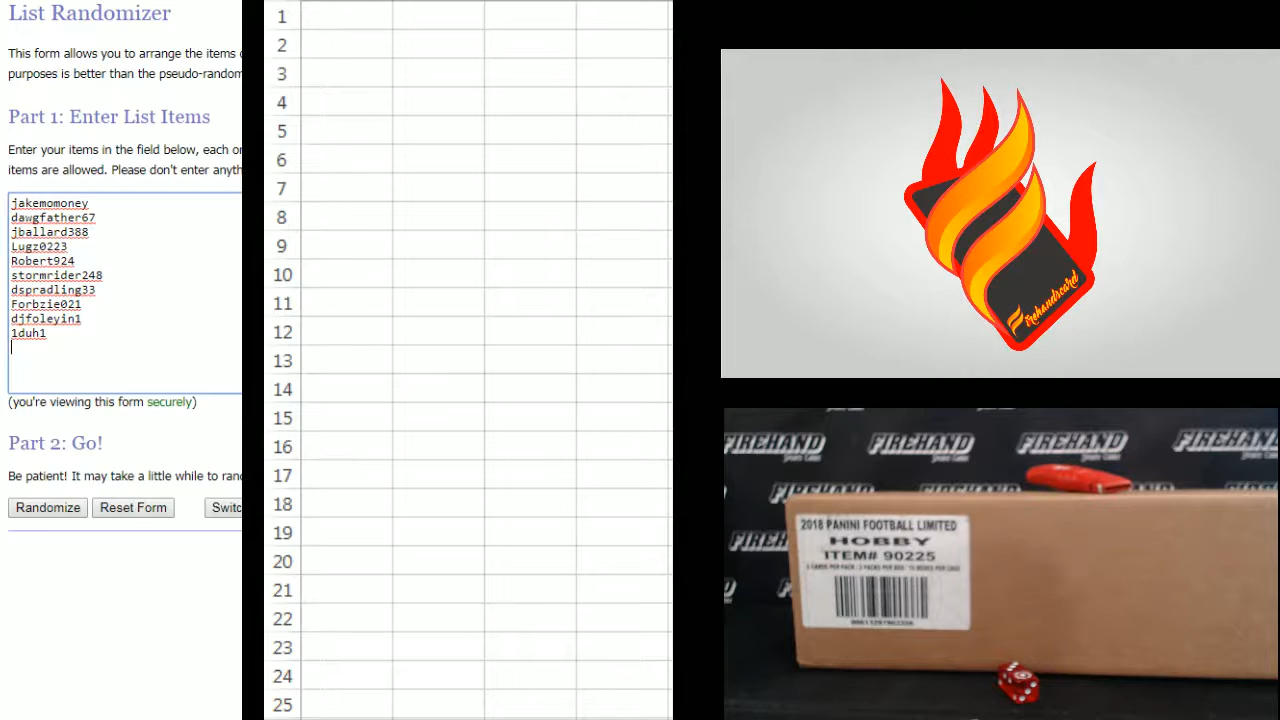 List Randomizer
This form allows you to arrange the items
purposes is better than the pseudo-random
Part 1: Enter List Items
Enter your items in the field below, each on
items are allowed. Please don't enter anyth
jakemomoney
dawgfather67
jballard388
Lugz0223
Robert924
stormrider248
dspradling33
Forbzie021
djfoleyin1
1duh1
(you're viewing this form securely)
Part 2: Go!
Be patient! It may take a little while to ran
Randomize Reset Form Switc
1
2
3
4
5
6
7
8
9
10
11
12
13
14
15
16
17
18
19
20
21
22
23
24
25
Firehandscard
FIREHAND FIREHAND FIREHAND FIREHAND
2018 PANINI FOOTBALL LIMITED
HOBBY
ITEM# 90225